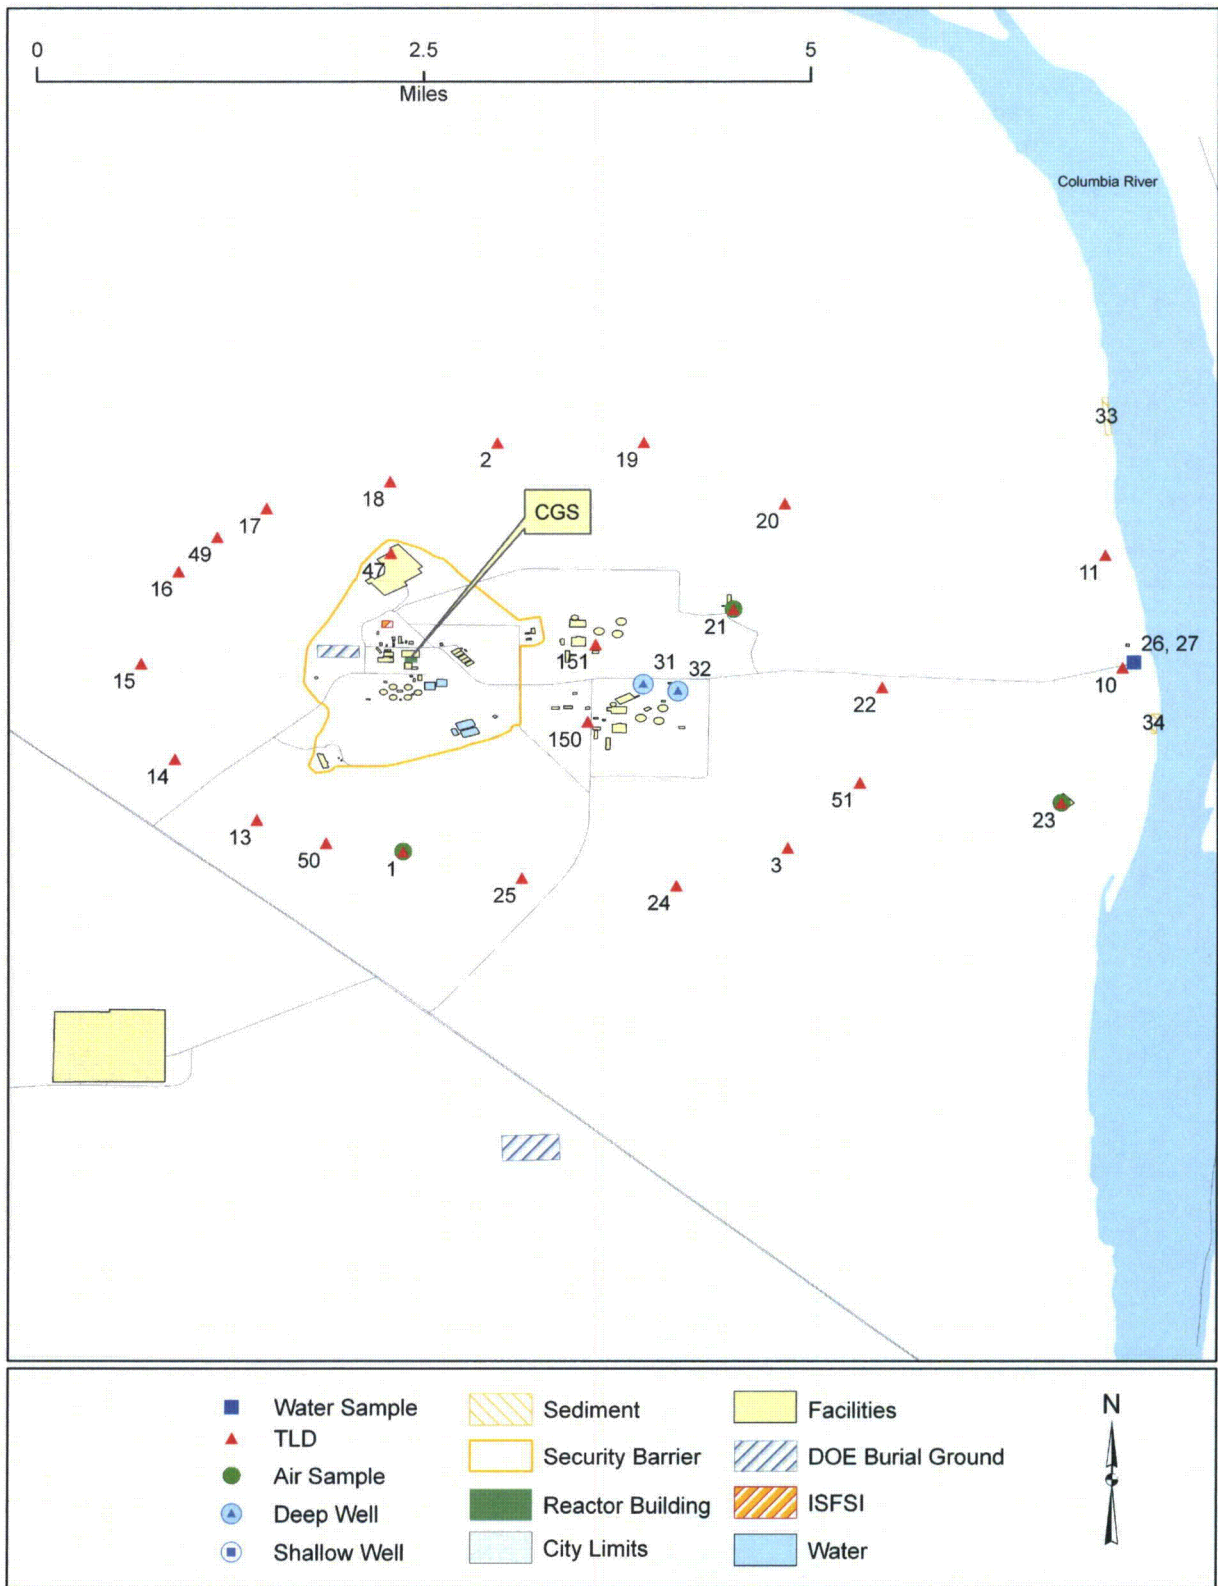 0 2.5 5
Miles
Columbia River
33
2 19
18
CGS
17 20
49
47 11
16
21
151 26, 27
31 32
15 10
22
150 34
14
51
23
13
50 3
1
25 24
Water Sample
TLD
Air Sample
Deep Well
Shallow Well
Sediment
Security Barrier
Reactor Building
City Limits
Facilities
DOE Burial Ground
ISFSI
Water
N